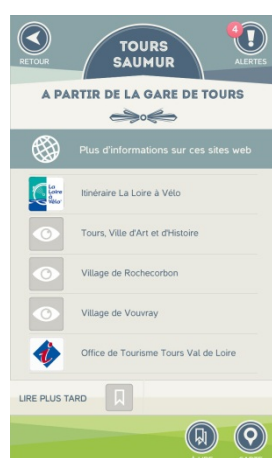 TOURS
SAUMUR
4
RETOUR
ALERTES
A PARTIR DE LA GARE DE TOURS
Plus d'informations sur ces sites web
La
Loire
à
Vélo
Itinéraire La Loire à Vélo
Tours, Ville d'Art et d'Histoire
Village de Rochecorbon
Village de Vouvray
i
Office de Tourisme Tours Val de Loire
LIRE PLUS TARD